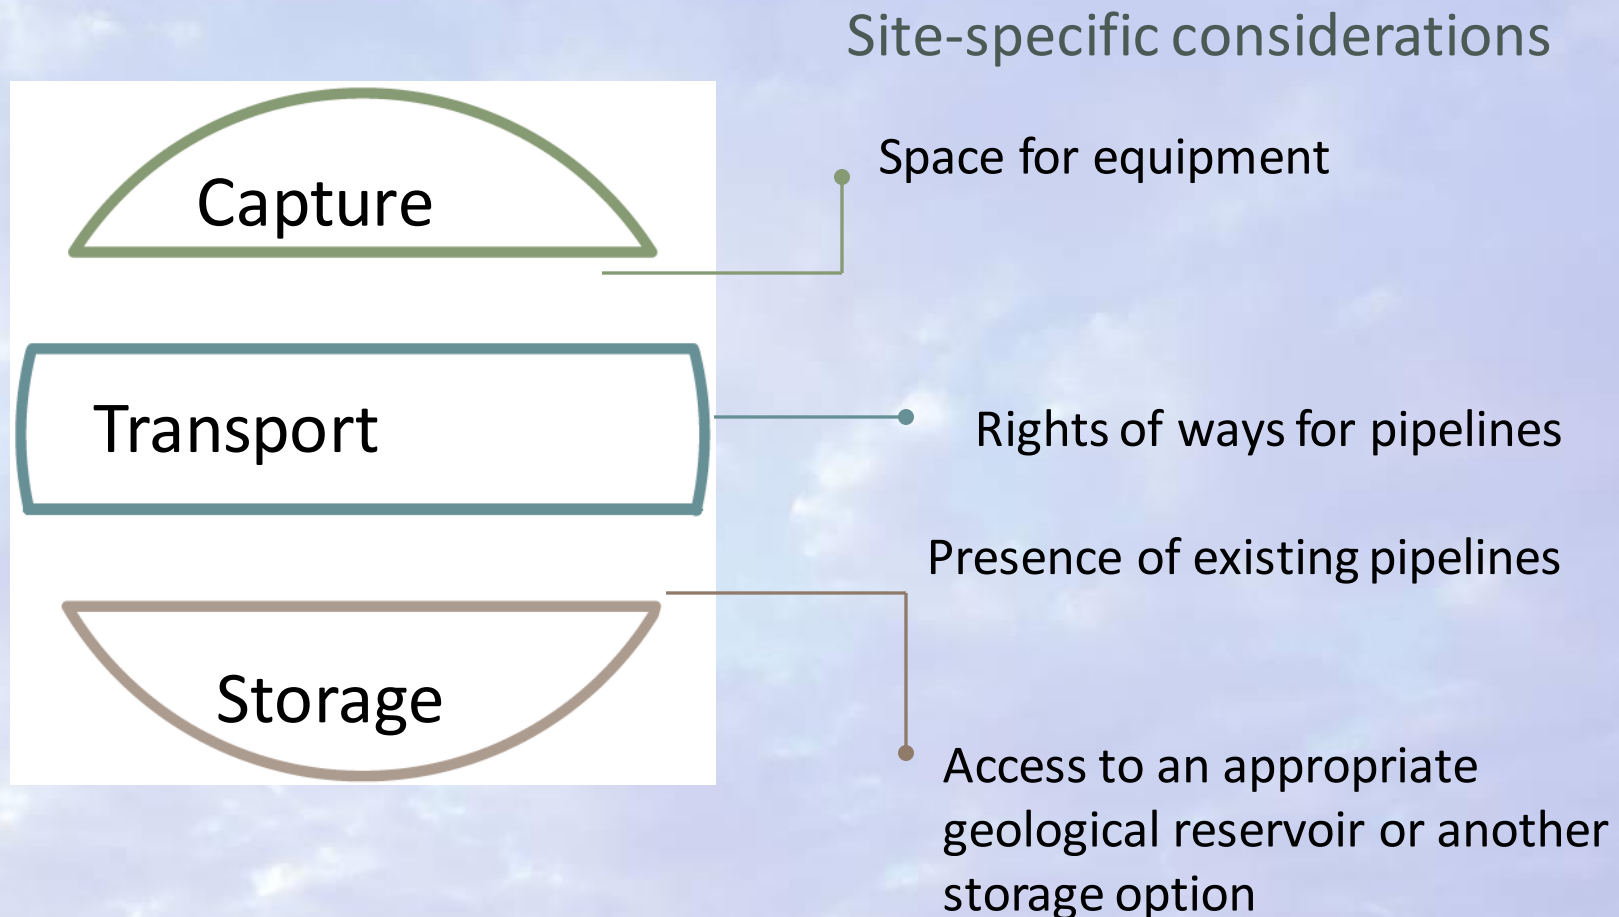 Site-specific considerations
Capture
Space for equipment
Transport
Rights of ways for pipelines
Presence of existing pipelines
Storage
Access to an appropriate
geological reservoir or another
storage option